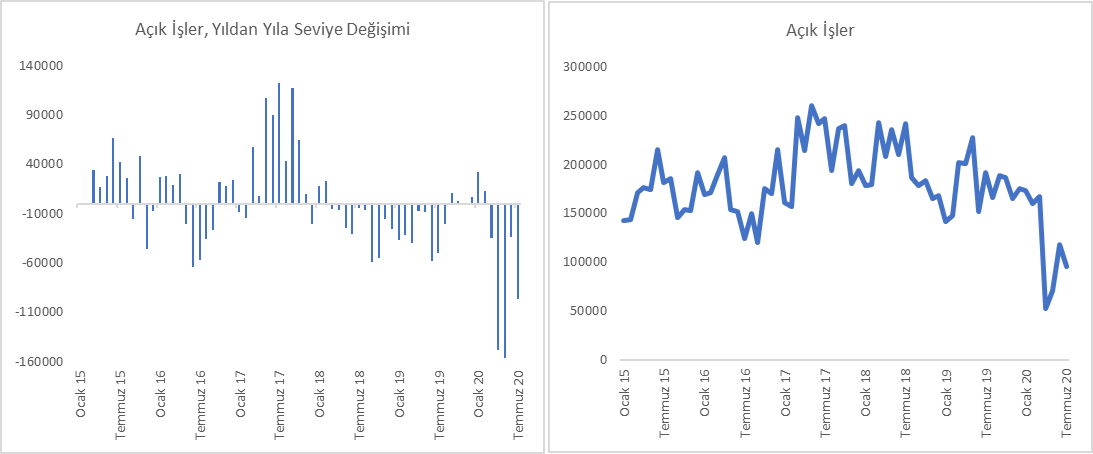 Açık İşler, Yıldan Yıla Seviye Değişimi
140000
90000
40000
-10000
-60000
-110000
-160000
Ocak 15
Temmuz 15
Ocak 16
Temmuz 16
Ocak 17
Temmuz 17
Ocak 18
Temmuz 18
Ocak 19
Temmuz 19
Ocak 20
Temmuz 20
Açık İşler
300000
250000
200000
150000
100000
50000
0
Ocak 15
Temmuz 15
Ocak 16
Temmuz 16
Ocak 17
Temmuz 17
Ocak 18
Temmuz 18
Ocak 19
Temmuz 19
Ocak 20
Temmuz 20